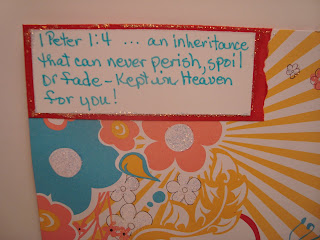 1 Peter 1:4 ... an inheritance
that can never perish, spoil
Or fade - Kept in Heaven
for you!